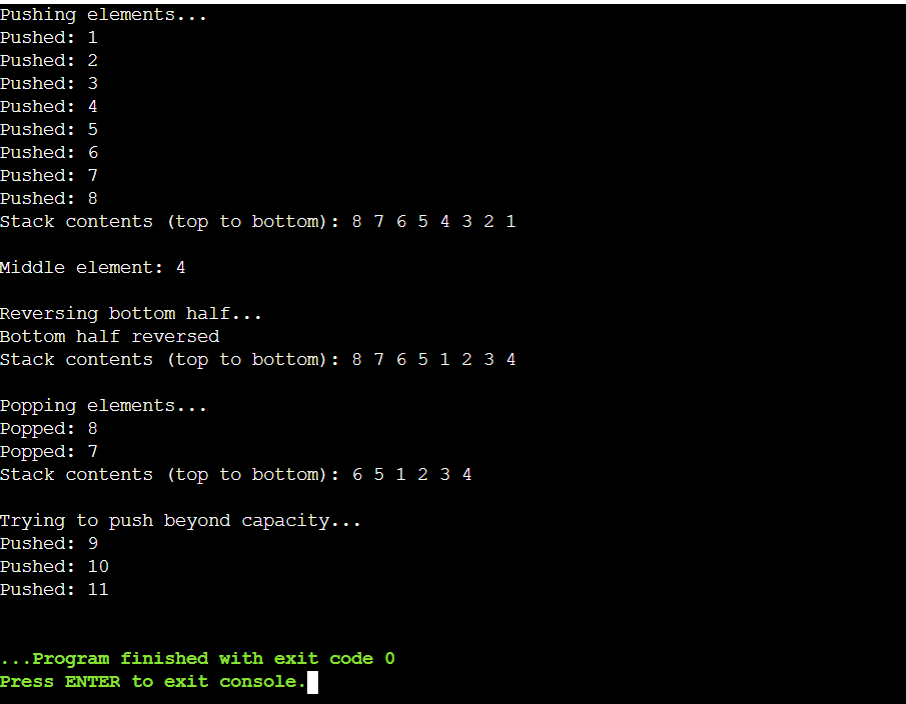 Pushing elements...
Pushed: 1
Pushed: 2
Pushed: 3
Pushed: 4
Pushed: 5
Pushed: 6
Pushed: 7
Pushed: 8
Stack contents (top to bottom): 8 7 6 5 4 3 2 1
Middle element: 4
Reversing bottom half...
Bottom half reversed
Stack contents (top to bottom): 8 7 6 5 1 2 3 4
Popping elements...
Popped: 8
Popped: 7
Stack contents (top to bottom): 6 5 1 2 3 4
Trying to push beyond capacity...
Pushed: 9
Pushed: 10
Pushed: 11
...Program finished with exit code 0
Press ENTER to exit console.